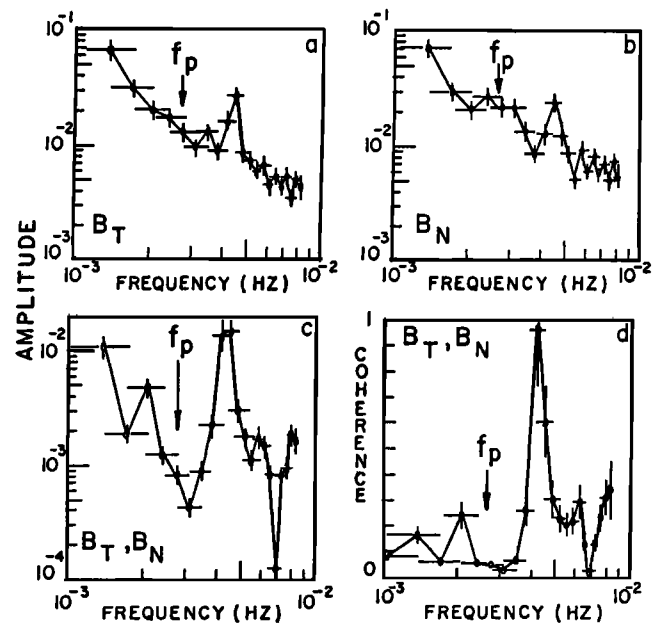 10^-1
a
f_p
10^-2
B_T
10^-3
10^-3
10^-2
FREQUENCY (HZ)
10^-1
b
f_p
10^-2
B_N
10^-3
10^-3
10^-2
FREQUENCY (HZ)
AMPLITUDE
10^-2
c
f_p
10^-3
B_T, B_N
10^-4
10^-3
10^-2
FREQUENCY (HZ)
1
B_T, B_N
d
COHERENCE
f_p
0
10^-3
10^-2
FREQUENCY (HZ)